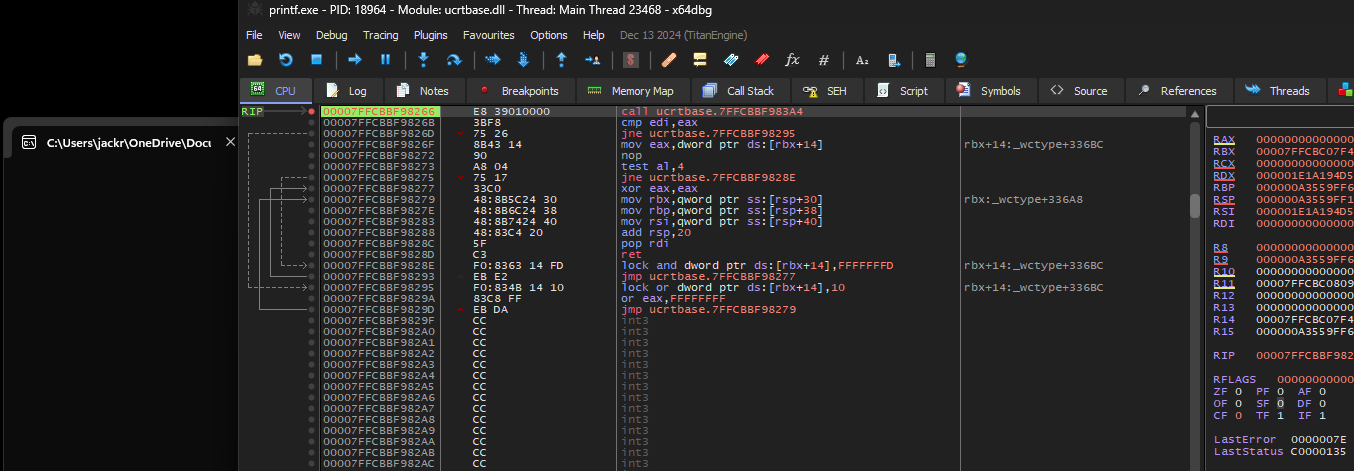 printf.exe - PID: 18964 - Module: ucrtbase.dll - Thread: Main Thread 23468 - x64dbg
File View Debug Tracing Plugins Favourites Options Help Dec 13 2024 (TitanEngine)
CPU Log Notes Breakpoints Memory Map Call Stack SEH Script Symbols Source References Threads
C:\Users\jackr\OneDrive\Docu
RIP 00007FFCBBF98266 E8 39010000 call ucrtbase.7FFCBBF983A4
00007FFCBBF9826B 3BF8 cmp edi,eax
00007FFCBBF9826D 75 26 jne ucrtbase.7FFCBBF98295
00007FFCBBF9826F 8B43 14 mov eax,dword ptr ds:[rbx+14] rbx+14:_wctype+336BC
00007FFCBBF98272 90 nop
00007FFCBBF98273 A8 04 test al,4
00007FFCBBF98275 75 17 jne ucrtbase.7FFCBBF9828E
00007FFCBBF98277 33C0 xor eax,eax
00007FFCBBF98279 48:8B5C24 30 mov rbx,qword ptr ss:[rsp+30] rbx:_wctype+336A8
00007FFCBBF9827E 48:8B6C24 38 mov rbp,qword ptr ss:[rsp+38]
00007FFCBBF98283 48:8B7424 40 mov rsi,qword ptr ss:[rsp+40]
00007FFCBBF98288 48:83C4 20 add rsp,20
00007FFCBBF9828C 5F pop rdi
00007FFCBBF9828D C3 ret
00007FFCBBF9828E F0:8363 14 FD lock and dword ptr ds:[rbx+14],FFFFFFFD rbx+14:_wctype+336BC
00007FFCBBF98293 EB E2 jmp ucrtbase.7FFCBBF98277
00007FFCBBF98295 F0:834B 14 10 lock or dword ptr ds:[rbx+14],10 rbx+14:_wctype+336BC
00007FFCBBF9829A 83C8 FF or eax,FFFFFFFF
00007FFCBBF9829D EB DA jmp ucrtbase.7FFCBBF98279
00007FFCBBF9829F CC int3
00007FFCBBF982A0 CC int3
00007FFCBBF982A1 CC int3
00007FFCBBF982A2 CC int3
00007FFCBBF982A3 CC int3
00007FFCBBF982A4 CC int3
00007FFCBBF982A5 CC int3
00007FFCBBF982A6 CC int3
00007FFCBBF982A7 CC int3
00007FFCBBF982A8 CC int3
00007FFCBBF982A9 CC int3
00007FFCBBF982AA CC int3
00007FFCBBF982AB CC int3
00007FFCBBF982AC CC int3
RAX 0000000000000
RBX 00007FFCBC07F4
RCX 0000000000000
RDX 000001E1A194D5
RBP 000000A3559FF6
RSP 000000A3559FF1
RSI 000001E1A194D5
RDI 0000000000000
R8 0000000000000
R9 000000A3559FF6
R10 0000000000000
R11 00007FFCBC0809
R12 0000000000000
R13 0000000000000
R14 00007FFCBC07F4
R15 000000A3559FF6
RIP 00007FFCBBF982
RFLAGS 00000000000
ZF 0 PF 0 AF 0
OF 0 SF 0 DF 0
CF 0 TF 1 IF 1
LastError 0000007E
LastStatus C0000135